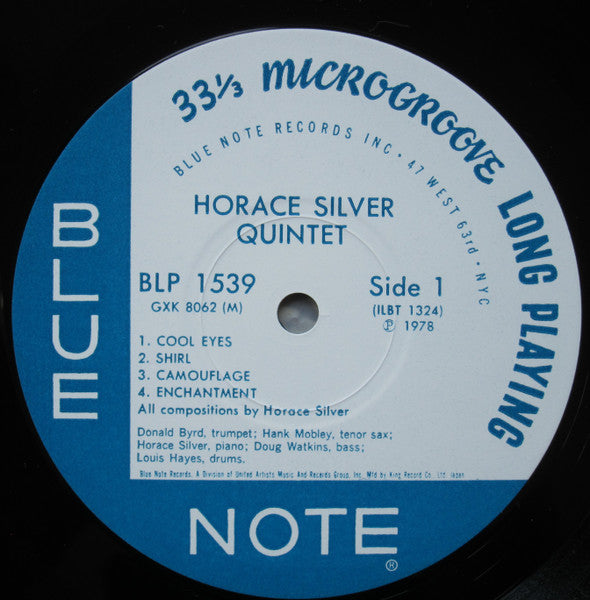 33⅓ MICROGROOVE LONG PLAYING
BLUE NOTE RECORDS INC • 47 WEST 63rd • NYC
HORACE SILVER
QUINTET
BLP 1539
GXK 8062 (M)
Side 1
(ILBT 1324)
Ⓟ 1978
1. COOL EYES
2. SHIRL
3. CAMOUFLAGE
4. ENCHANTMENT
All compositions by Horace Silver
Donald Byrd, trumpet; Hank Mobley, tenor sax;
Horace Silver, piano; Doug Watkins, bass;
Louis Hayes, drums.
Blue Note Records, A Division of United Artists Music And Records Group, Inc. Mfd by King Record Co. Ltd. Japan
BLUE
NOTE®